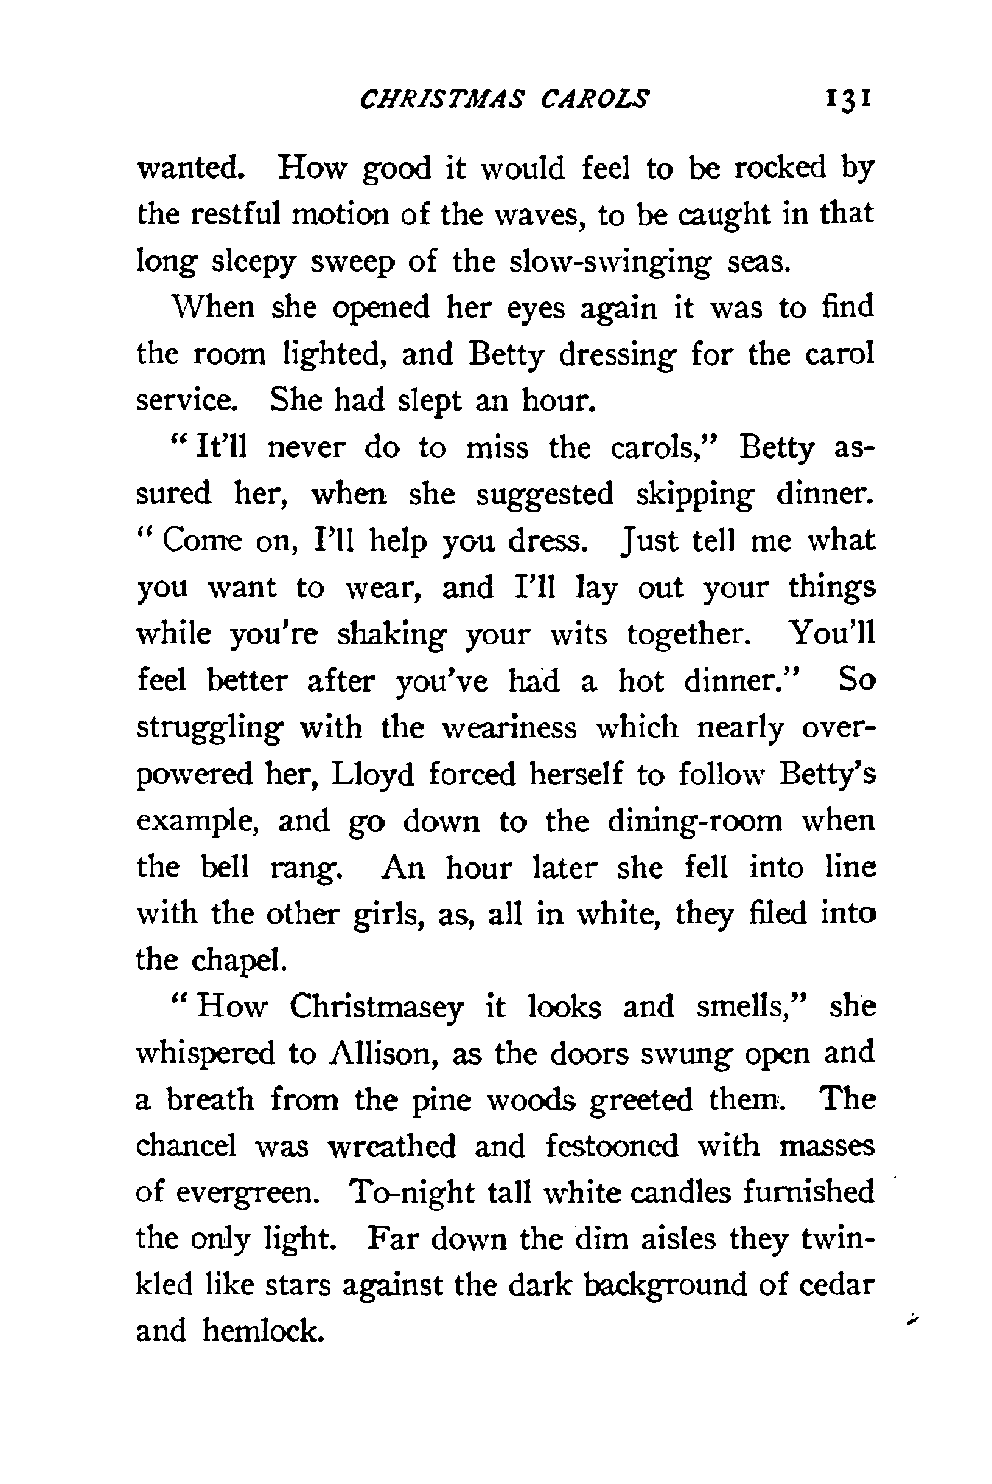 CHRISTMAS CAROLS 131
wanted. How good it would feel to be rocked by
the restful motion of the waves, to be caught in that
long sleepy sweep of the slow-swinging seas.
When she opened her eyes again it was to find
the room lighted, and Betty dressing for the carol
service. She had slept an hour.
“ It’ll never do to miss the carols,” Betty as-
sured her, when she suggested skipping dinner.
“ Come on, I’ll help you dress. Just tell me what
you want to wear, and I’ll lay out your things
while you’re shaking your wits together. You’ll
feel better after you’ve had a hot dinner.” So
struggling with the weariness which nearly over-
powered her, Lloyd forced herself to follow Betty’s
example, and go down to the dining-room when
the bell rang. An hour later she fell into line
with the other girls, as, all in white, they filed into
the chapel.
“ How Christmasey it looks and smells,” she
whispered to Allison, as the doors swung open and
a breath from the pine woods greeted them. The
chancel was wreathed and festooned with masses
of evergreen. To-night tall white candles furnished
the only light. Far down the dim aisles they twin-
kled like stars against the dark background of cedar
and hemlock.